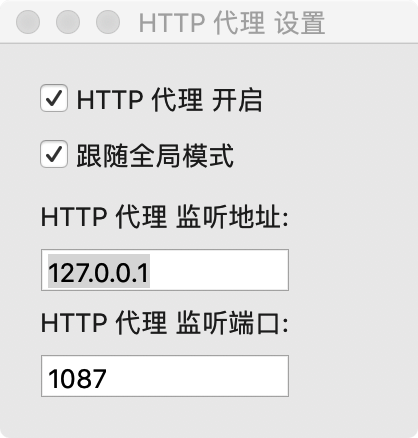 HTTP 代理 设置
HTTP 代理 开启
跟随全局模式
HTTP 代理 监听地址:
127.0.0.1
HTTP 代理 监听端口:
1087